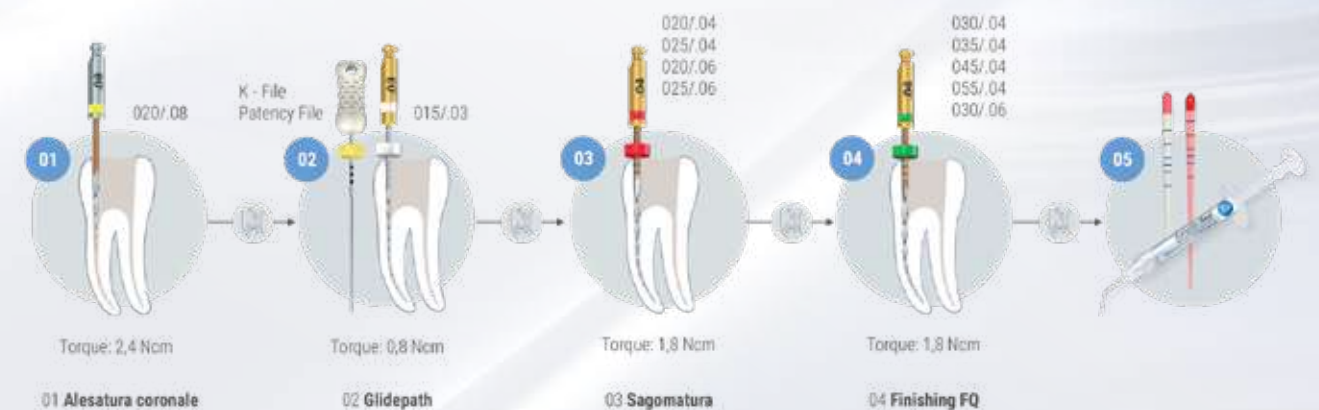 01
020/.08
Torque: 2,4 Ncm
01 Alesatura coronale
K - File
Patency File
015/.03
02
Torque: 0,8 Ncm
02 Glidepath
020/.04
025/.04
020/.06
025/.06
03
Torque: 1,8 Ncm
03 Sagomatura
030/.04
035/.04
045/.04
055/.04
030/.06
04
Torque: 1,8 Ncm
04 Finishing FQ
05